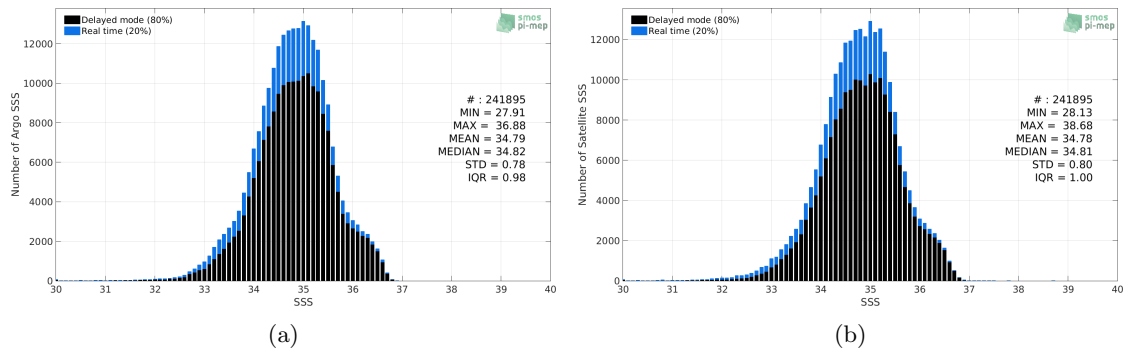 Delayed mode (80%)
Real time (20%)
smos
pi-mep
# : 241895
MIN = 27.91
MAX = 36.88
MEAN = 34.79
MEDIAN = 34.82
STD = 0.78
IQR = 0.98
Number of Argo SSS
12000
10000
8000
6000
4000
2000
0
30 31 32 33 34 35 36 37 38 39 40
SSS
(a)
Delayed mode (80%)
Real time (20%)
smos
pi-mep
# : 241895
MIN = 28.13
MAX = 38.68
MEAN = 34.78
MEDIAN = 34.81
STD = 0.80
IQR = 1.00
Number of Satellite SSS
12000
10000
8000
6000
4000
2000
0
30 31 32 33 34 35 36 37 38 39 40
SSS
(b)